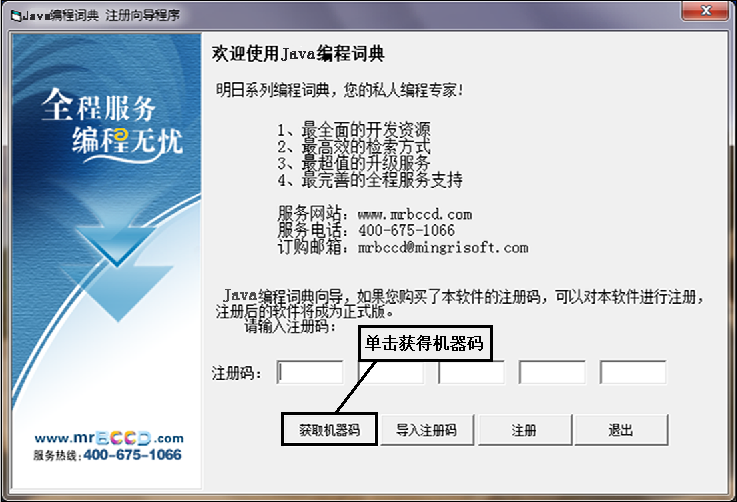 Java编程词典 注册向导程序
全程服务
编程无忧
www.mrBCCD.com
服务热线:400-675-1066
欢迎使用Java编程词典
明日系列编程词典，您的私人编程专家!
1、最全面的开发资源
2、最高效的检索方式
3、最超值的升级服务
4、最完善的全程服务支持
服务网站: www.mrbccd.com
服务电话: 400-675-1066
订购邮箱: mrbccd@mingrisoft.com
Java编程词典向导，如果您购买了本软件的注册码，可以对本软件进行注册，
注册后的软件将成为正式版。
请输入注册码:
单击获得机器码
注册码:
获取机器码 导入注册码 注册 退出